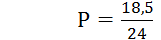 P = 18,5/24